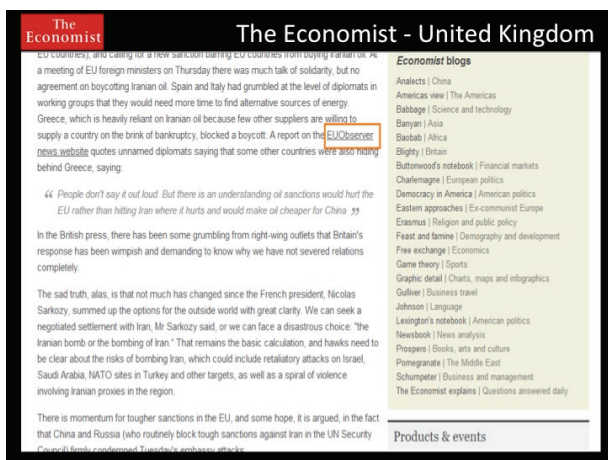 The
Economist
The Economist - United Kingdom
EU countries), and calling for a new sanction barring EU countries from buying Iranian oil. At
a meeting of EU foreign ministers on Thursday there was much talk of solidarity, but no
agreement on boycotting Iranian oil. Spain and Italy had grumbled at the level of diplomats in
working groups that they would need more time to find alternative sources of energy.
Greece, which is heavily reliant on Iranian oil because few other suppliers are willing to
supply a country on the brink of bankruptcy, blocked a boycott. A report on the EUObserver
news website quotes unnamed diplomats saying that some other countries were also hiding
behind Greece, saying:
“ People don't say it out loud. But there is an understanding oil sanctions would hurt the
EU rather than hitting Iran where it hurts and would make oil cheaper for China ”
In the British press, there has been some grumbling from right-wing outlets that Britain's
response has been wimpish and demanding to know why we have not severed relations
completely.
The sad truth, alas, is that not much has changed since the French president, Nicolas
Sarkozy, summed up the options for the outside world with great clarity. We can seek a
negotiated settlement with Iran, Mr Sarkozy said, or we can face a disastrous choice: "the
Iranian bomb or the bombing of Iran." That remains the basic calculation, and hawks need to
be clear about the risks of bombing Iran, which could include retaliatory attacks on Israel,
Saudi Arabia, NATO sites in Turkey and other targets, as well as a spiral of violence
involving Iranian proxies in the region.
There is momentum for tougher sanctions in the EU, and some hope, it is argued, in the fact
that China and Russia (who routinely block tough sanctions against Iran in the UN Security
Council) firmly condemned Tuesday's embassy attacks
Economist blogs
Analects | China
Americas view | The Americas
Babbage | Science and technology
Banyan | Asia
Baobab | Africa
Blighty | Britain
Buttonwood's notebook | Financial markets
Charlemagne | European politics
Democracy in America | American politics
Eastern approaches | Ex-communist Europe
Erasmus | Religion and public policy
Feast and famine | Demography and development
Free exchange | Economics
Game theory | Sports
Graphic detail | Charts, maps and infographics
Gulliver | Business travel
Johnson | Language
Lexington's notebook | American politics
Newsbook | News analysis
Prospero | Books, arts and culture
Pomegranate | The Middle East
Schumpeter | Business and management
The Economist explains | Questions answered daily
Products & events